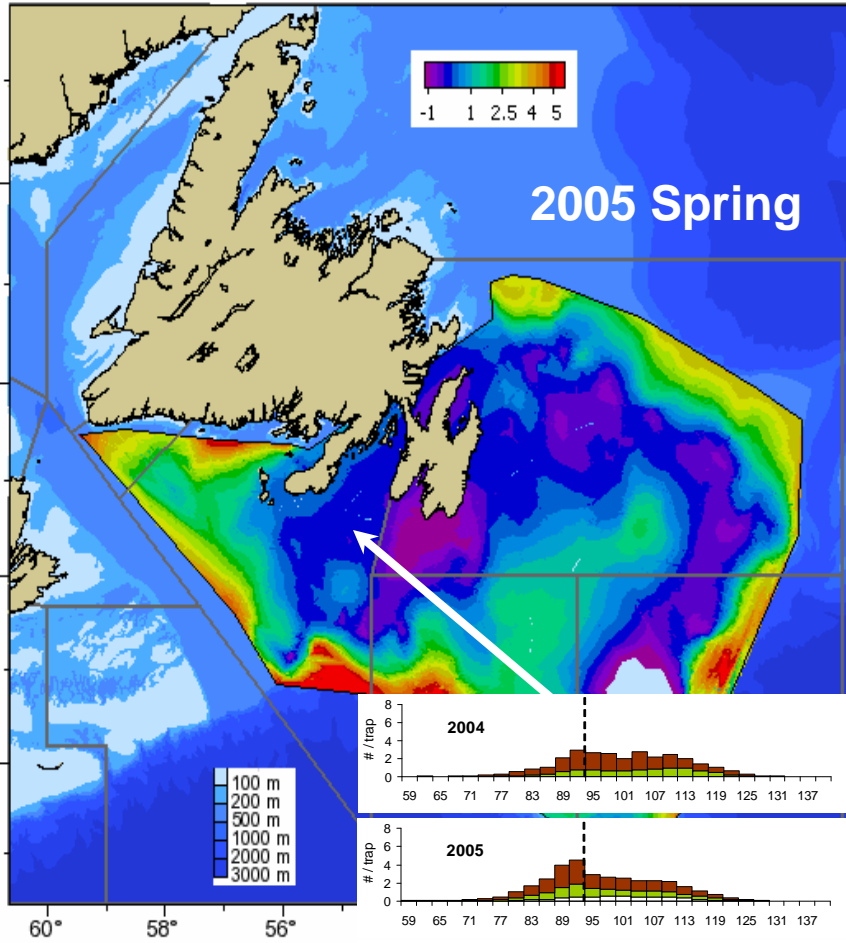 -1 1 2.5 4 5
2005 Spring
2004
# / trap
8
6
4
2
0
59 65 71 77 83 89 95 101 107 113 119 125 131 137
100 m
200 m
500 m
1000 m
2000 m
3000 m
2005
# / trap
8
6
4
2
0
59 65 71 77 83 89 95 101 107 113 119 125 131 137
60° 58° 56°